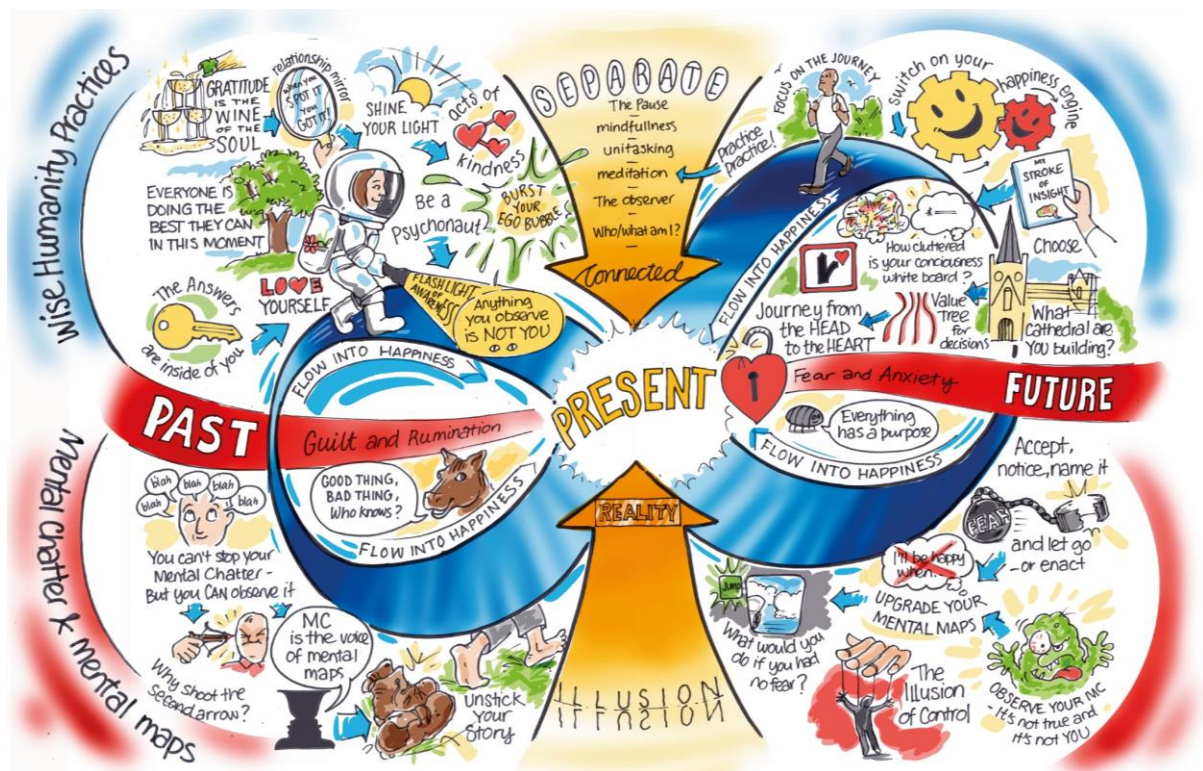 Wise Humanity Practices
GRATITUDE
IS THE
WINE
OF THE
SOUL
relationship mirror
when you
SPOT IT
you
GOT IT!
SHINE
YOUR LIGHT
acts of
kindness
EVERYONE IS
DOING THE
BEST THEY CAN
IN THIS MOMENT
Be a
Psychonaut
BURST
YOUR
EGO BUBBLE
The Answers
are inside of you
LOVE
YOURSELF
FLASHLIGHT
OF
AWARENESS
Anything
you observe
is NOT YOU
SEPARATE
The Pause
mindfullness
unitasking
meditation
The observer
Who/what am I?
Connected
FOCUS ON THE JOURNEY
Practice
Practice!
Switch on your
happiness
engine
MY
STROKE
OF
INSIGHT
Choose
How cluttered
is your conciousness
white board?
Journey from
the HEAD
to the HEART
Value
Tree
for
decisions
What
cathedral are
YOU building?
FLOW INTO HAPPINESS
FLOW INTO HAPPINESS
PAST
Guilt and Rumination
PRESENT
Fear and Anxiety
FUTURE
Everything
has a purpose
FLOW INTO HAPPINESS
GOOD THING,
BAD THING,
Who knows?
FLOW INTO HAPPINESS
Mental Chatter & mental maps
blah
blah
blah
blah
blah
You can't stop your
Mental Chatter -
But you CAN observe it
Why shoot the
second arrow?
MC
is the voice
of mental
maps
Unstick
Your
Story
REALITY
ILLUSION
ILLUSION
Accept,
notice, name it
FEAR
and let go
- or enact
I'll be happy
when...
UPGRADE YOUR
MENTAL MAPS
Jump
What would you
do if you had
no fear?
The
Illusion
of Control
OBSERVE YOUR MC
- It's not true and
it's not YOU